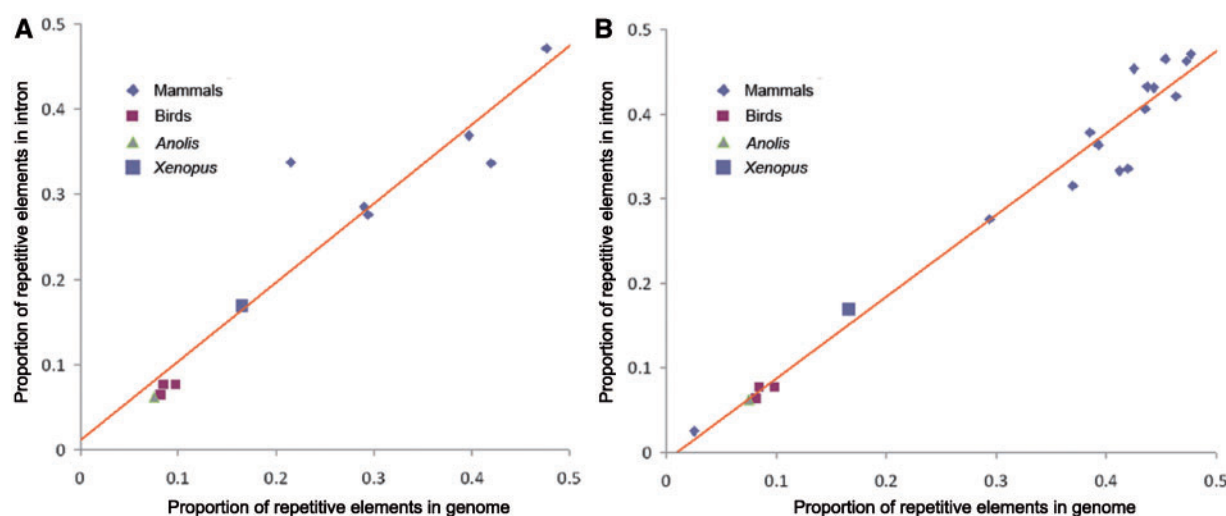 A
Proportion of repetitive elements in intron
0.5
0.4
0.3
0.2
0.1
0
Mammals
Birds
Anolis
Xenopus
0
0.1
0.2
0.3
0.4
0.5
Proportion of repetitive elements in genome
B
Proportion of repetitive elements in intron
0.5
0.4
0.3
0.2
0.1
0.0
Mammals
Birds
Anolis
Xenopus
0
0.1
0.2
0.3
0.4
0.5
Proportion of repetitive elements in genome